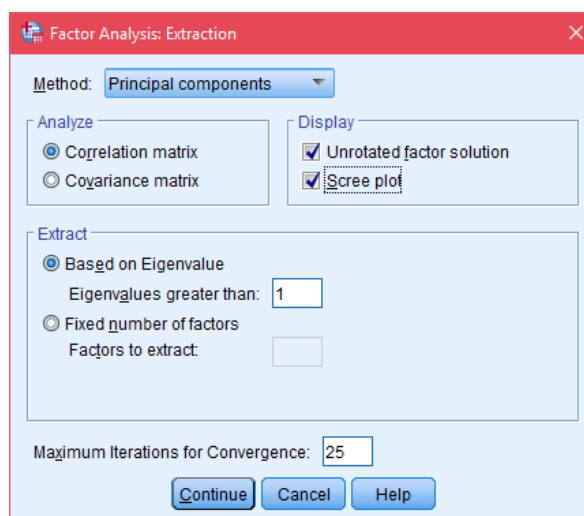 Factor Analysis: Extraction
Method: Principal components
Analyze
Correlation matrix
Covariance matrix
Display
Unrotated factor solution
Scree plot
Extract
Based on Eigenvalue
Eigenvalues greater than: 1
Fixed number of factors
Factors to extract:
Maximum Iterations for Convergence: 25
Continue Cancel Help